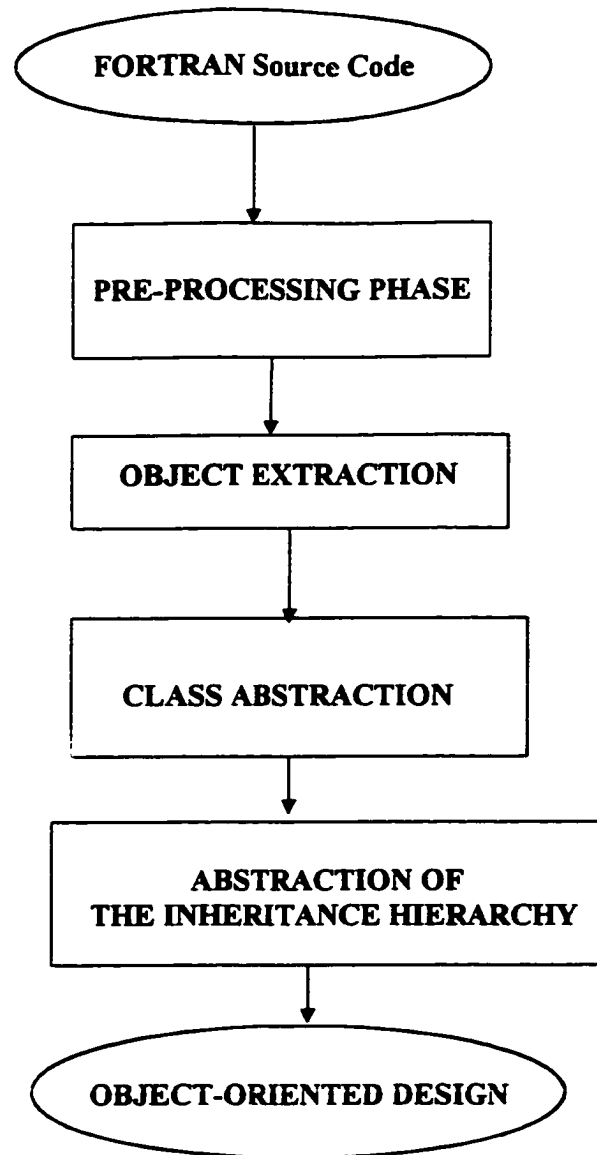 FORTRAN Source Code
PRE-PROCESSING PHASE
OBJECT EXTRACTION
CLASS ABSTRACTION
ABSTRACTION OF
THE INHERITANCE HIERARCHY
OBJECT-ORIENTED DESIGN